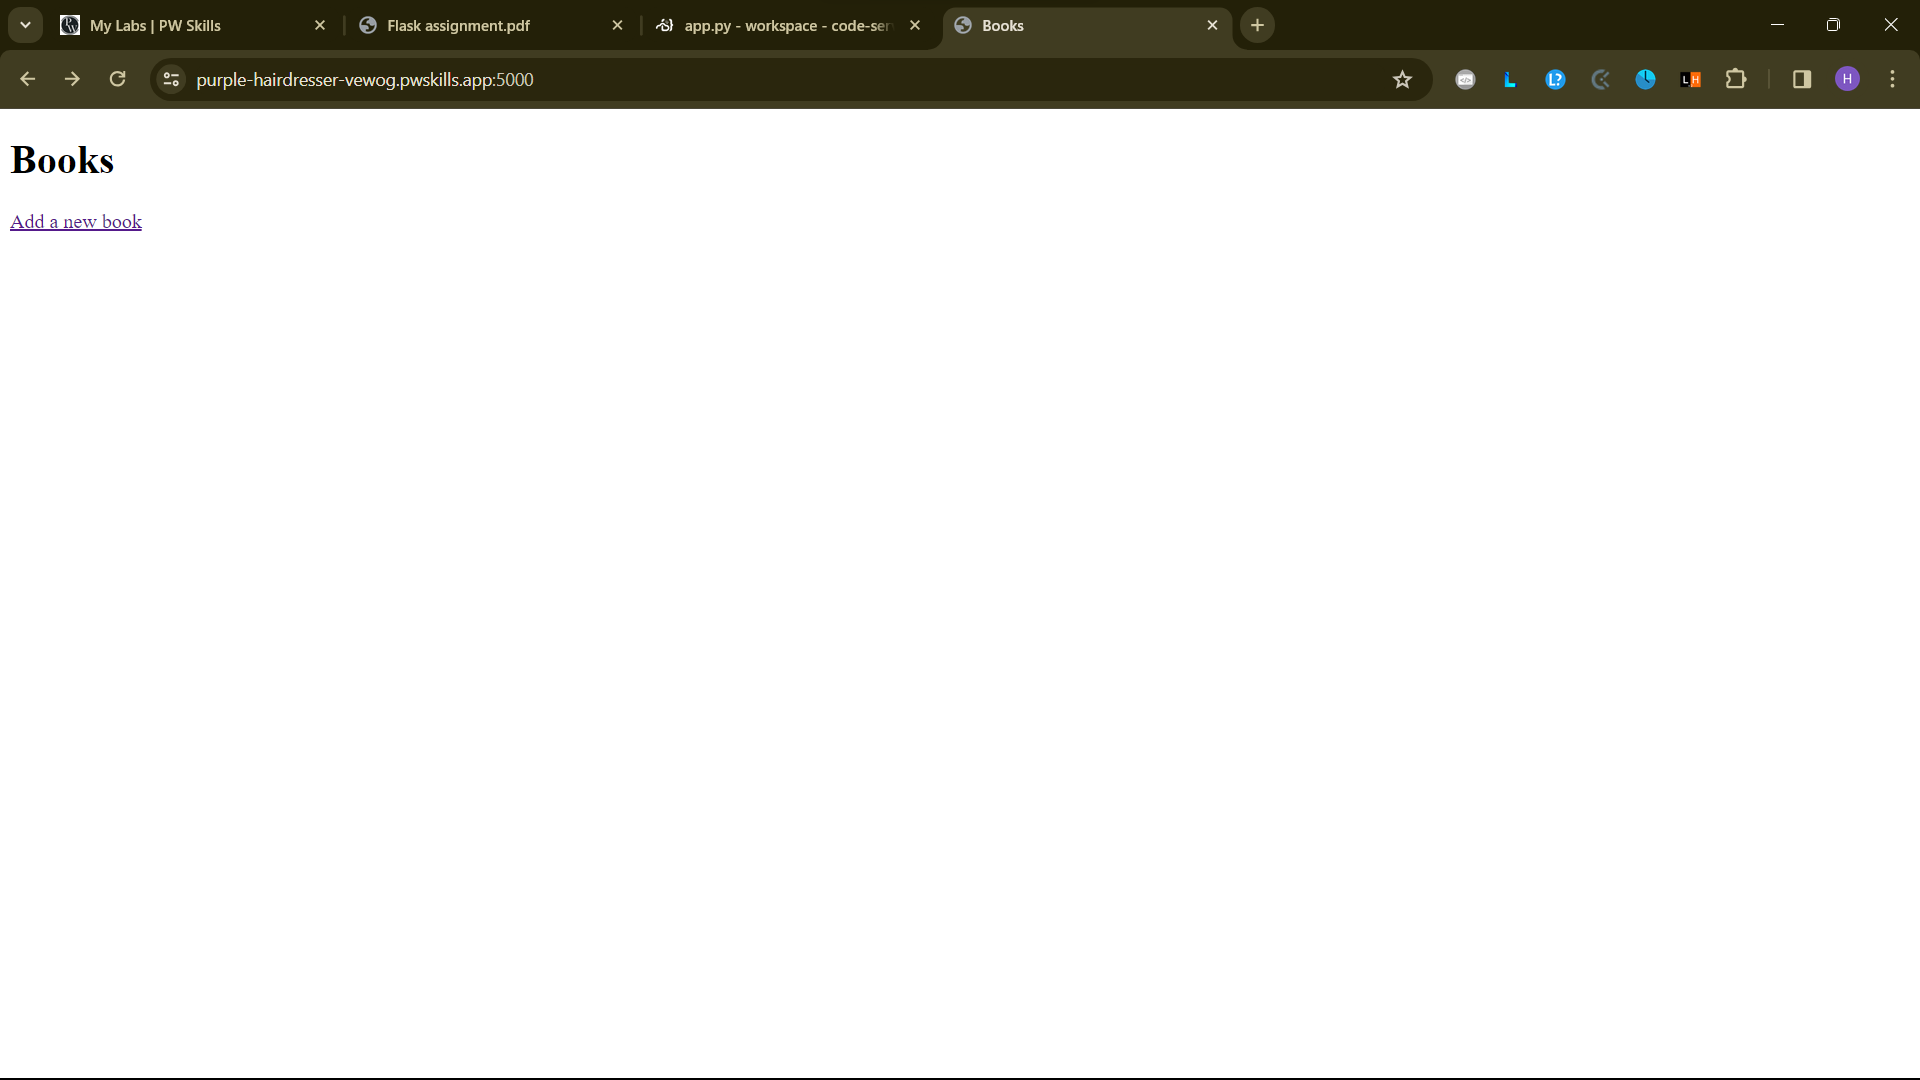 My Labs | PW Skills
Flask assignment.pdf
app.py - workspace - code-ser
Books
purple-hairdresser-vewog.pwskills.app:5000
L?
LH
H
Books
Add a new book